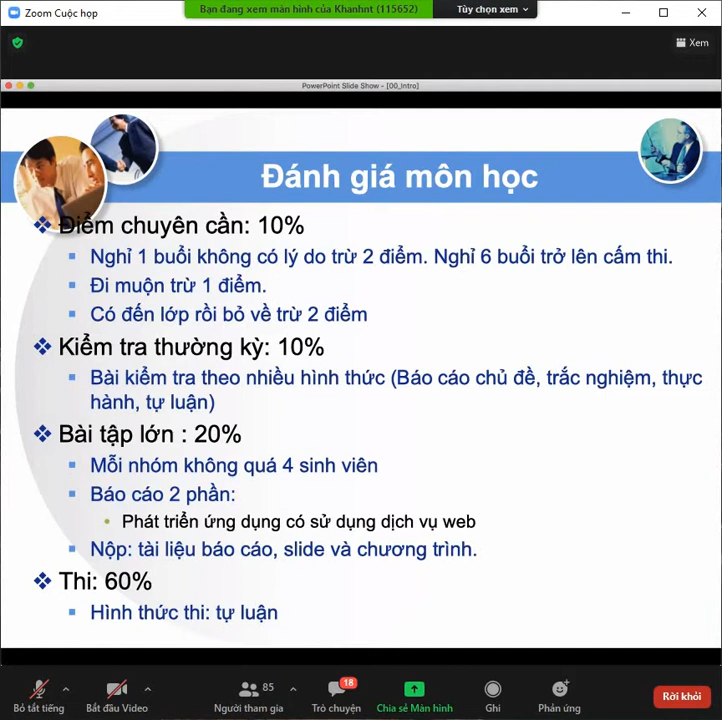 Zoom Cuộc họp
Bạn đang xem màn hình của Khanhnt (115652)
Tùy chọn xem
Xem
PowerPoint Slide Show - [00_Intro]
Đánh giá môn học
Điểm chuyên cần: 10%
Nghỉ 1 buổi không có lý do trừ 2 điểm. Nghỉ 6 buổi trở lên cấm thi.
Đi muộn trừ 1 điểm.
Có đến lớp rồi bỏ về trừ 2 điểm
Kiểm tra thường kỳ: 10%
Bài kiểm tra theo nhiều hình thức (Báo cáo chủ đề, trắc nghiệm, thực
hành, tự luận)
Bài tập lớn : 20%
Mỗi nhóm không quá 4 sinh viên
Báo cáo 2 phần:
Phát triển ứng dụng có sử dụng dịch vụ web
Nộp: tài liệu báo cáo, slide và chương trình.
Thi: 60%
Hình thức thi: tự luận
85
18
Bỏ tắt tiếng
Bắt đầu Video
Người tham gia
Trò chuyện
Chia sẻ Màn hình
Ghi
Phản ứng
Rời khỏi